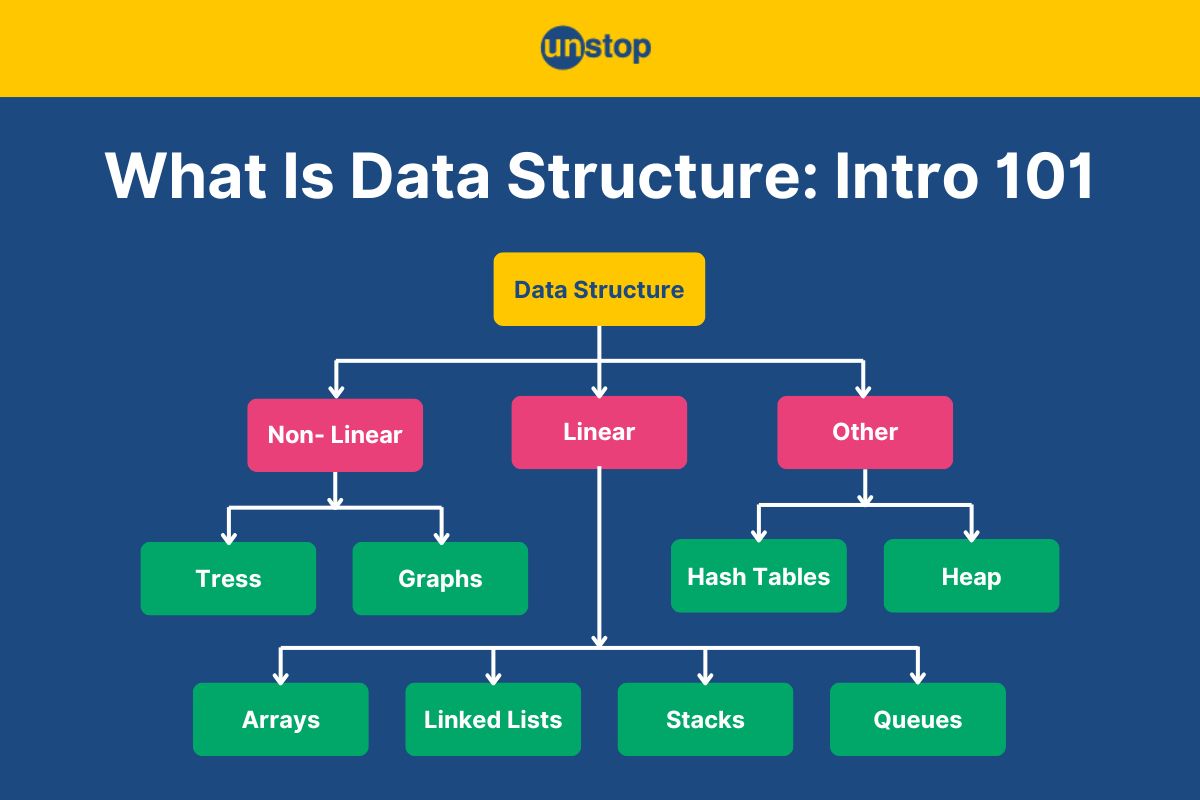 unstop
What Is Data Structure: Intro 101
Data Structure
Non- Linear
Linear
Other
Tress
Graphs
Hash Tables
Heap
Arrays
Linked Lists
Stacks
Queues